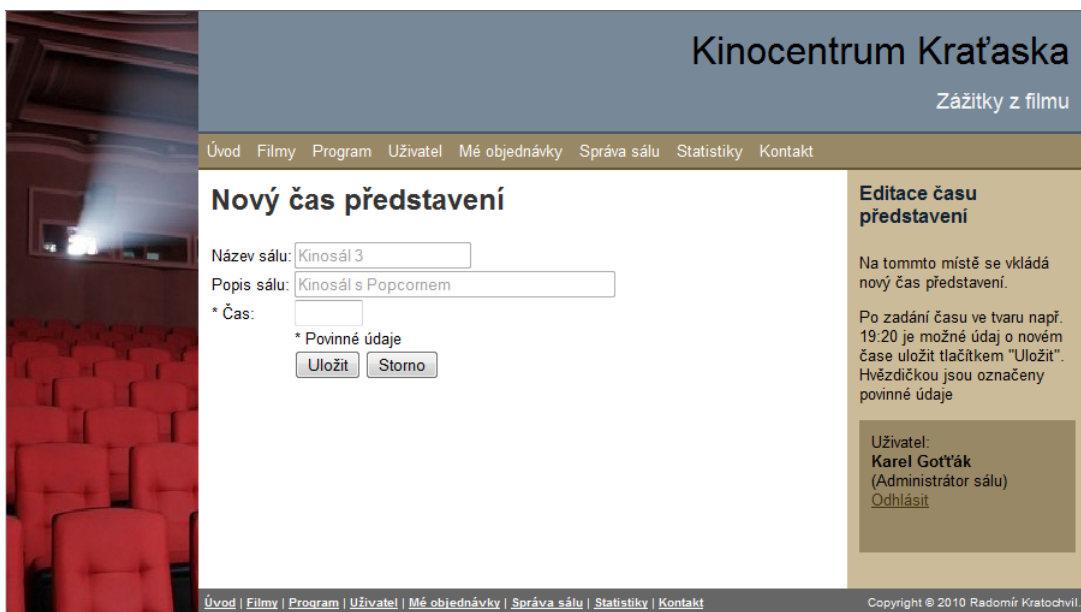 Kinocentrum Kraťaska
Zážitky z filmu
Úvod Filmy Program Uživatel Mé objednávky Správa sálu Statistiky Kontakt
Nový čas představení
Název sálu: Kinosál 3
Popis sálu: Kinosál s Popcornem
* Čas:
* Povinné údaje
Uložit Storno
Editace času
představení
Na tommto místě se vkládá
nový čas představení.
Po zadání času ve tvaru např.
19:20 je možné údaj o novém
čase uložit tlačítkem "Uložit".
Hvězdičkou jsou označeny
povinné údaje
Uživatel:
Karel Goťťák
(Administrátor sálu)
Odhlásit
Úvod | Filmy | Program | Uživatel | Mé objednávky | Správa sálu | Statistiky | Kontakt
Copyright © 2010 Radomír Kratochvil